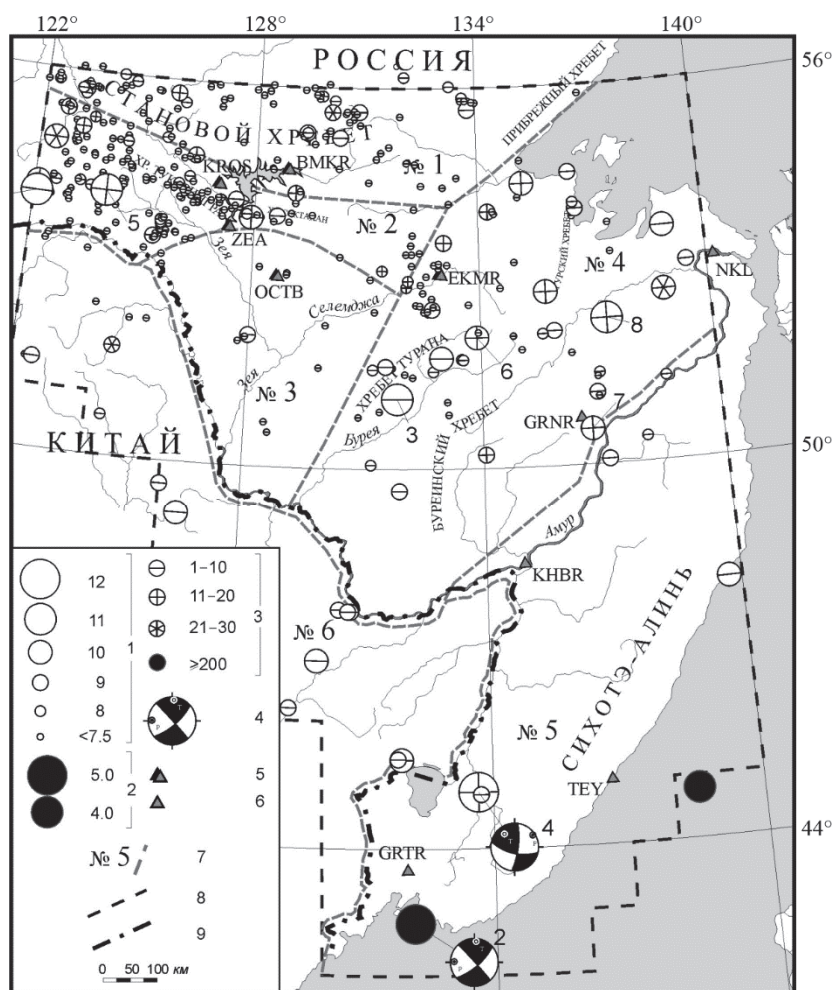 122° 128° 134° 140°
РОССИЯ
56°
СТАНОВОЙ ХРЕБЕТ
ПРИБРЕЖНЫЙ ХРЕБЕТ
KROS
BMKR
№ 1
№ 2
5
ZEA
Зея
OCTB
Селемджа
EKMR
№ 4
NKL
8
6
ХРЕБЕТ ТУРАНА
Зея
№ 3
3
Бурея
БУРЕИНСКИЙ ХРЕБЕТ
GRNR
7
КИТАЙ
50°
Амур
KHBR
№ 6
СИХОТЭ-АЛИНЬ
№ 5
TEY
4
44°
GRTR
2
12
11
10
9
8
<7.5
1
5.0
4.0
2
1–10
11–20
21–30
≥200
3
T
P
4
5
6
№ 5
7
8
9
0 50 100 км